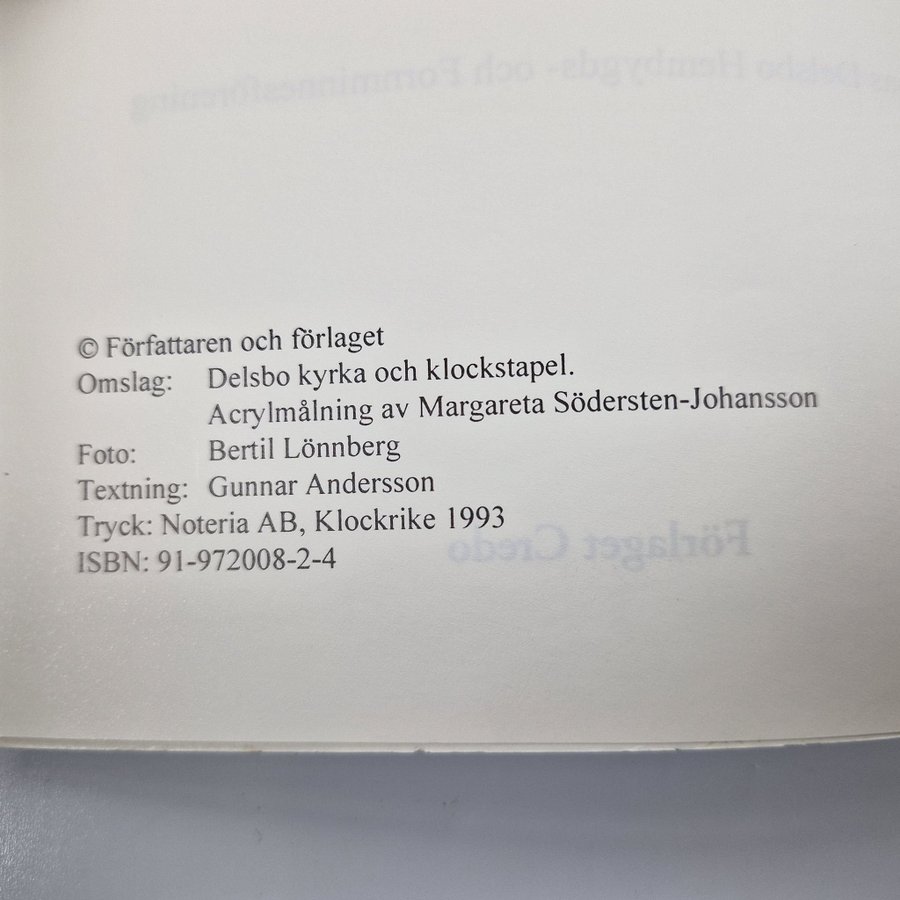 © Författaren och förlaget
Omslag: Delsbo kyrka och klockstapel.
Acrylmålning av Margareta Södersten-Johansson
Foto: Bertil Lönnberg
Textning: Gunnar Andersson
Tryck: Noteria AB, Klockrike 1993
ISBN: 91-972008-2-4
Delsbo Hembygds- och Fornminnesförening
Förlaget Credo